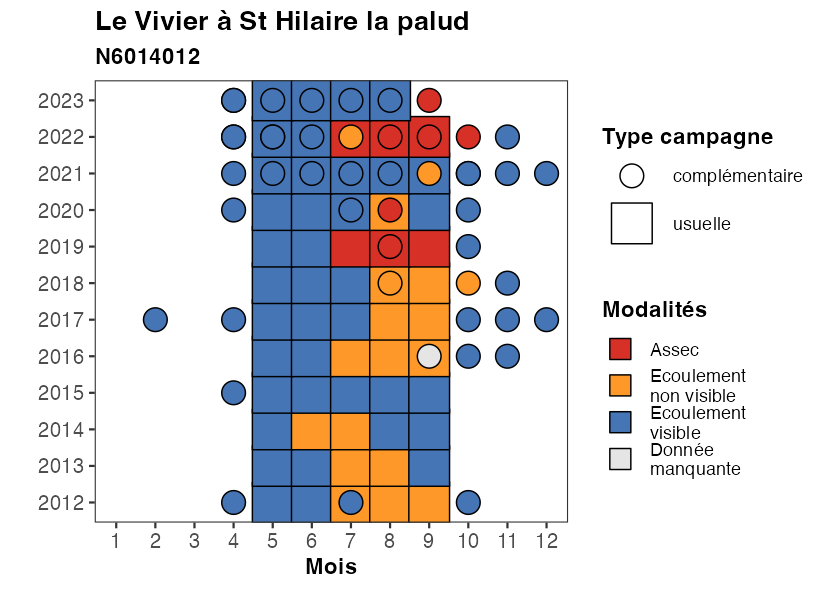 Le Vivier à St Hilaire la palud
N6014012
2023
2022
2021
2020
2019
2018
2017
2016
2015
2014
2013
2012
1 2 3 4 5 6 7 8 9 10 11 12
Mois
Type campagne
complémentaire
usuelle
Modalités
Assec
Ecoulement
non visible
Ecoulement
visible
Donnée
manquante